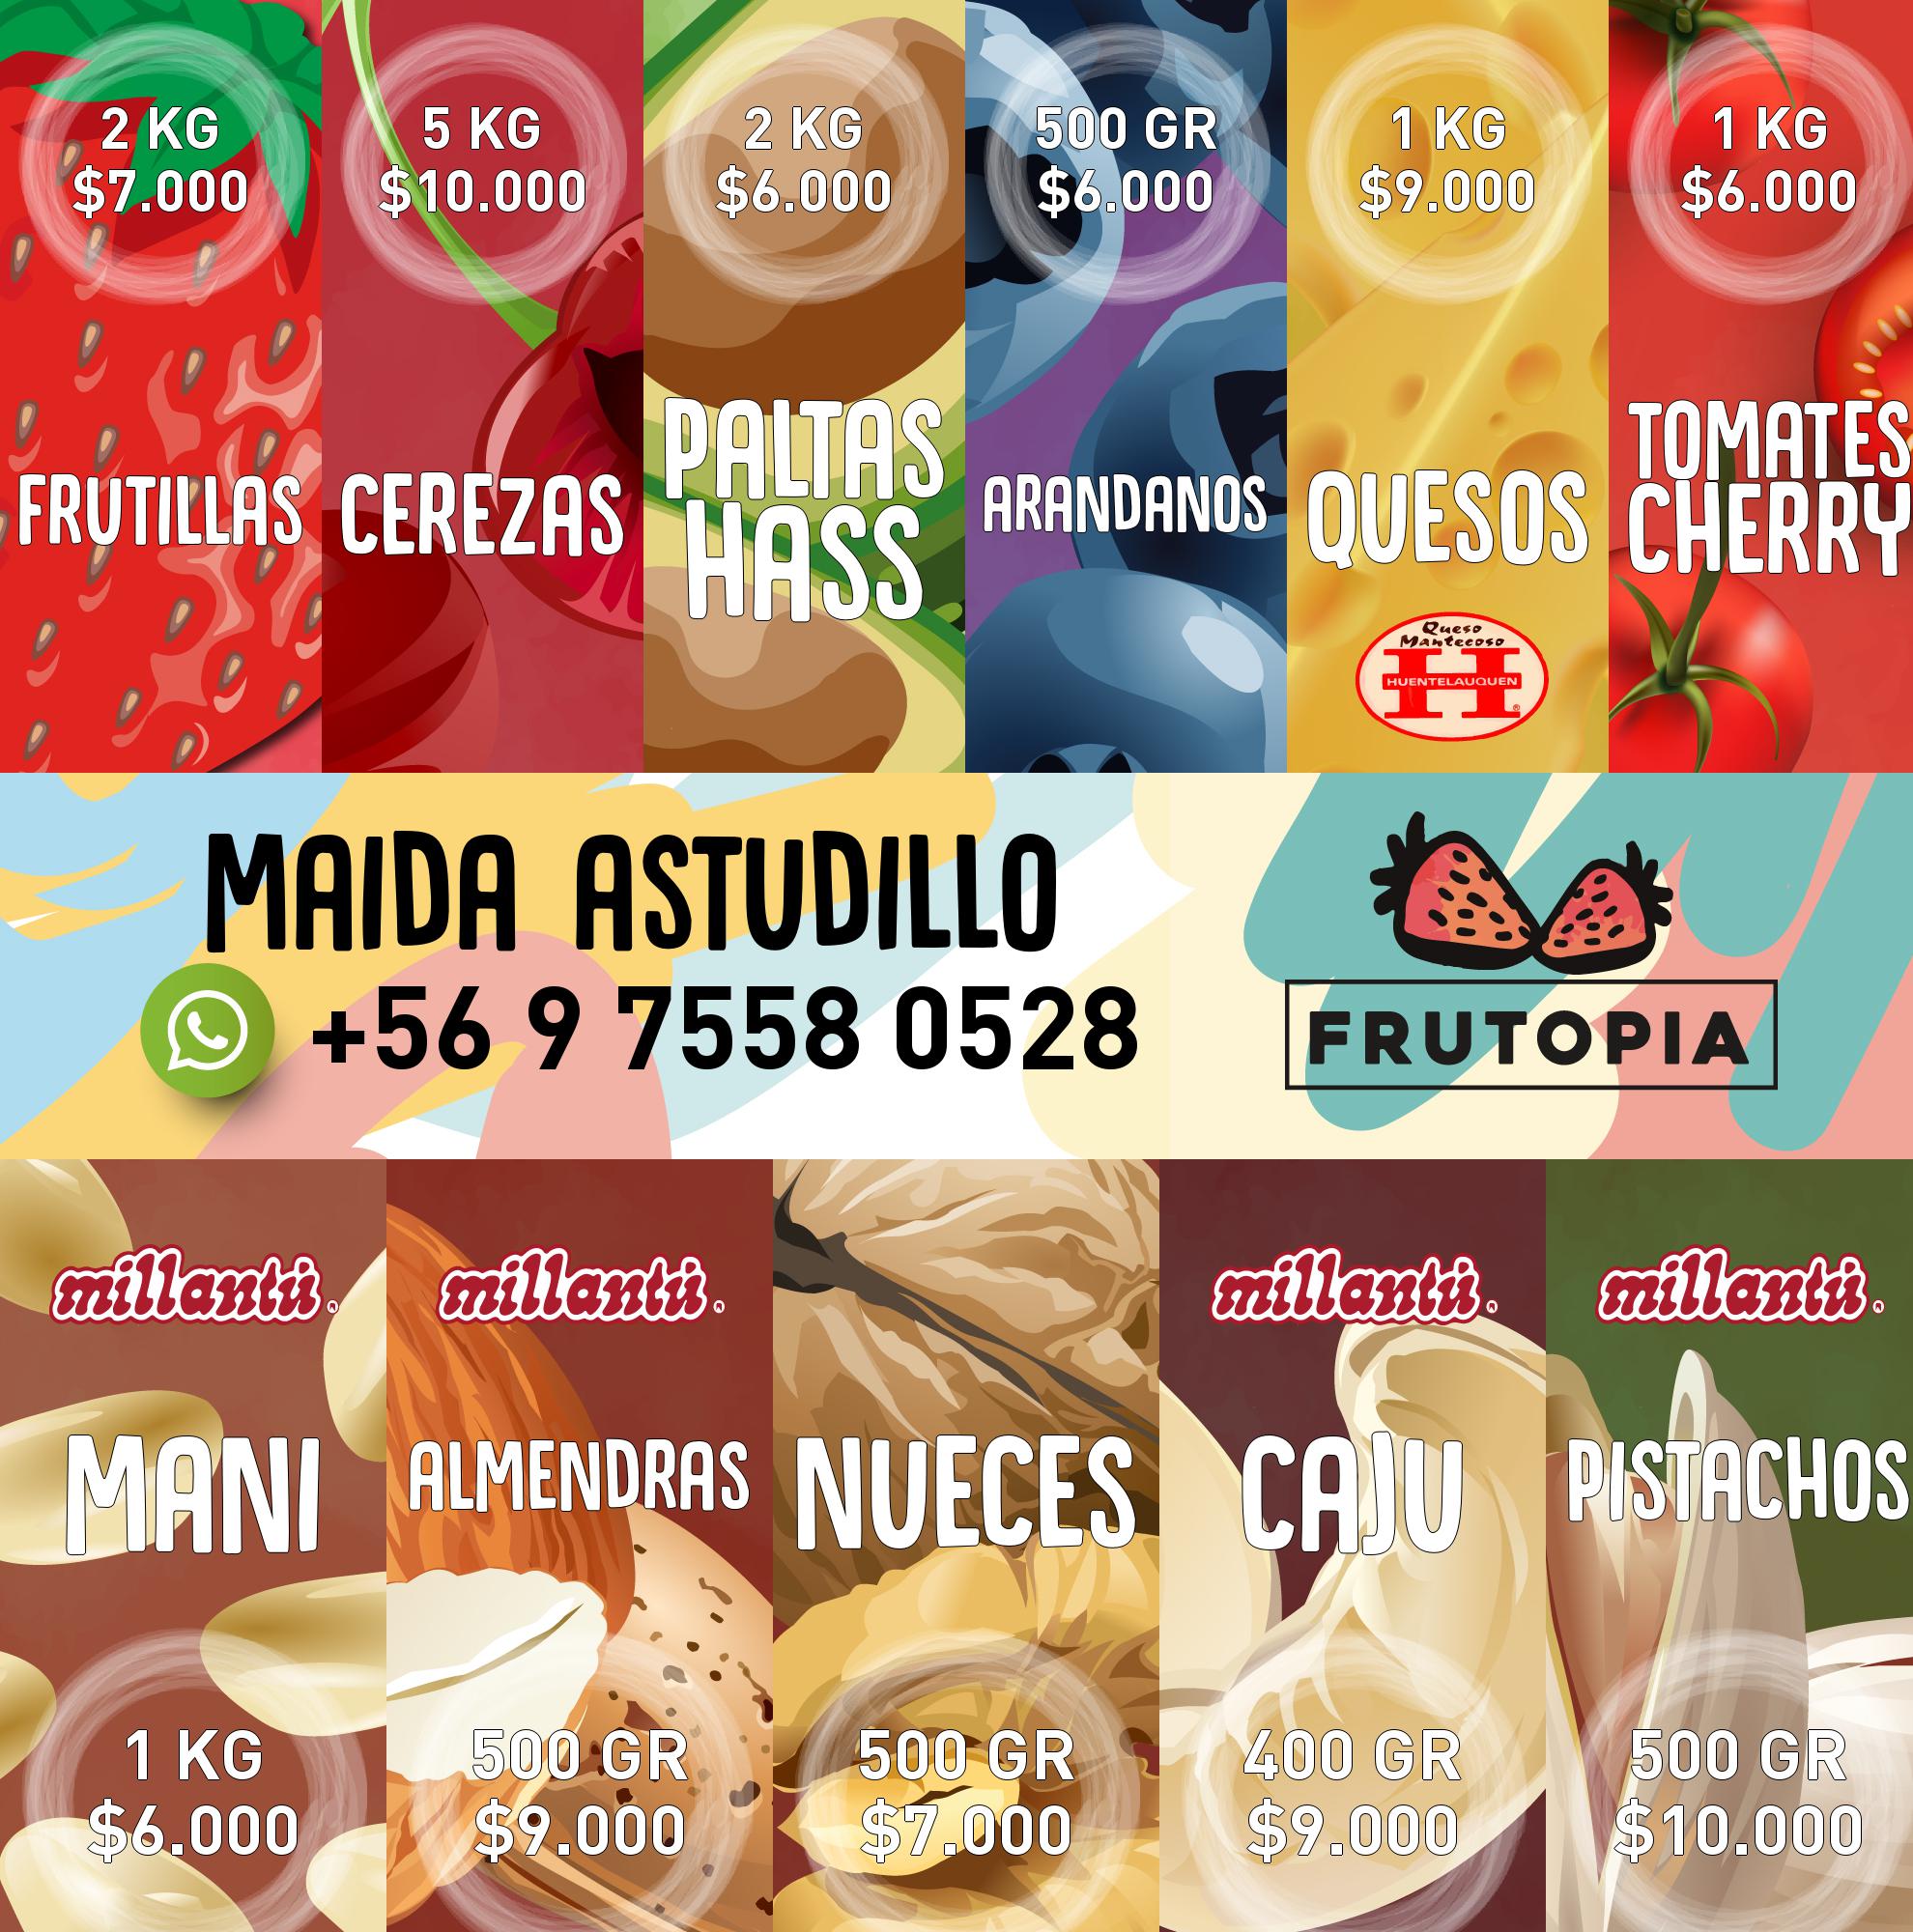 2 KG
$7.000
FRUTILLAS
5 KG
$10.000
CEREZAS
2 KG
$6.000
PALTAS
HASS
500 GR
$6.000
ARANDANOS
1 KG
$9.000
QUESOS
Queso
Mantecoso
H
HUENTELAUQUEN
®
1 KG
$6.000
TOMATES
CHERRY
MAIDA ASTUDILLO
+56 9 7558 0528
FRUTOPIA
millantú®
MANI
1 KG
$6.000
millantú®
ALMENDRAS
500 GR
$9.000
NUECES
500 GR
$7.000
millantú®
CAJU
400 GR
$9.000
millantú®
PISTACHOS
500 GR
$10.000